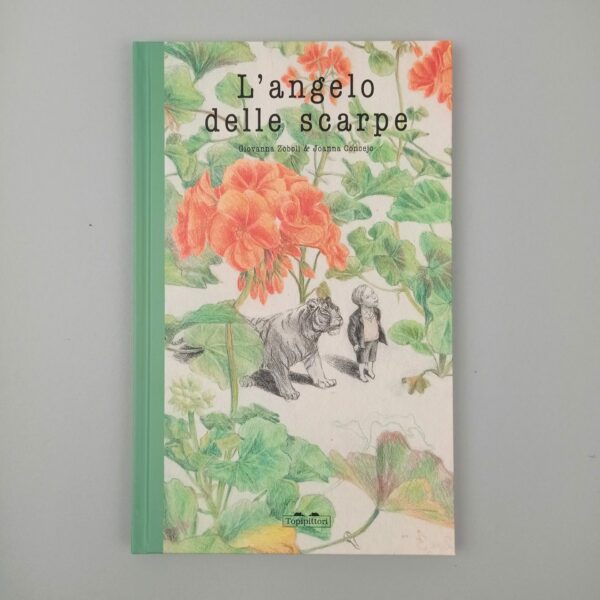 L'angelo
delle scarpe
Giovanna Zoboli & Joanna Concejo
Topipittori